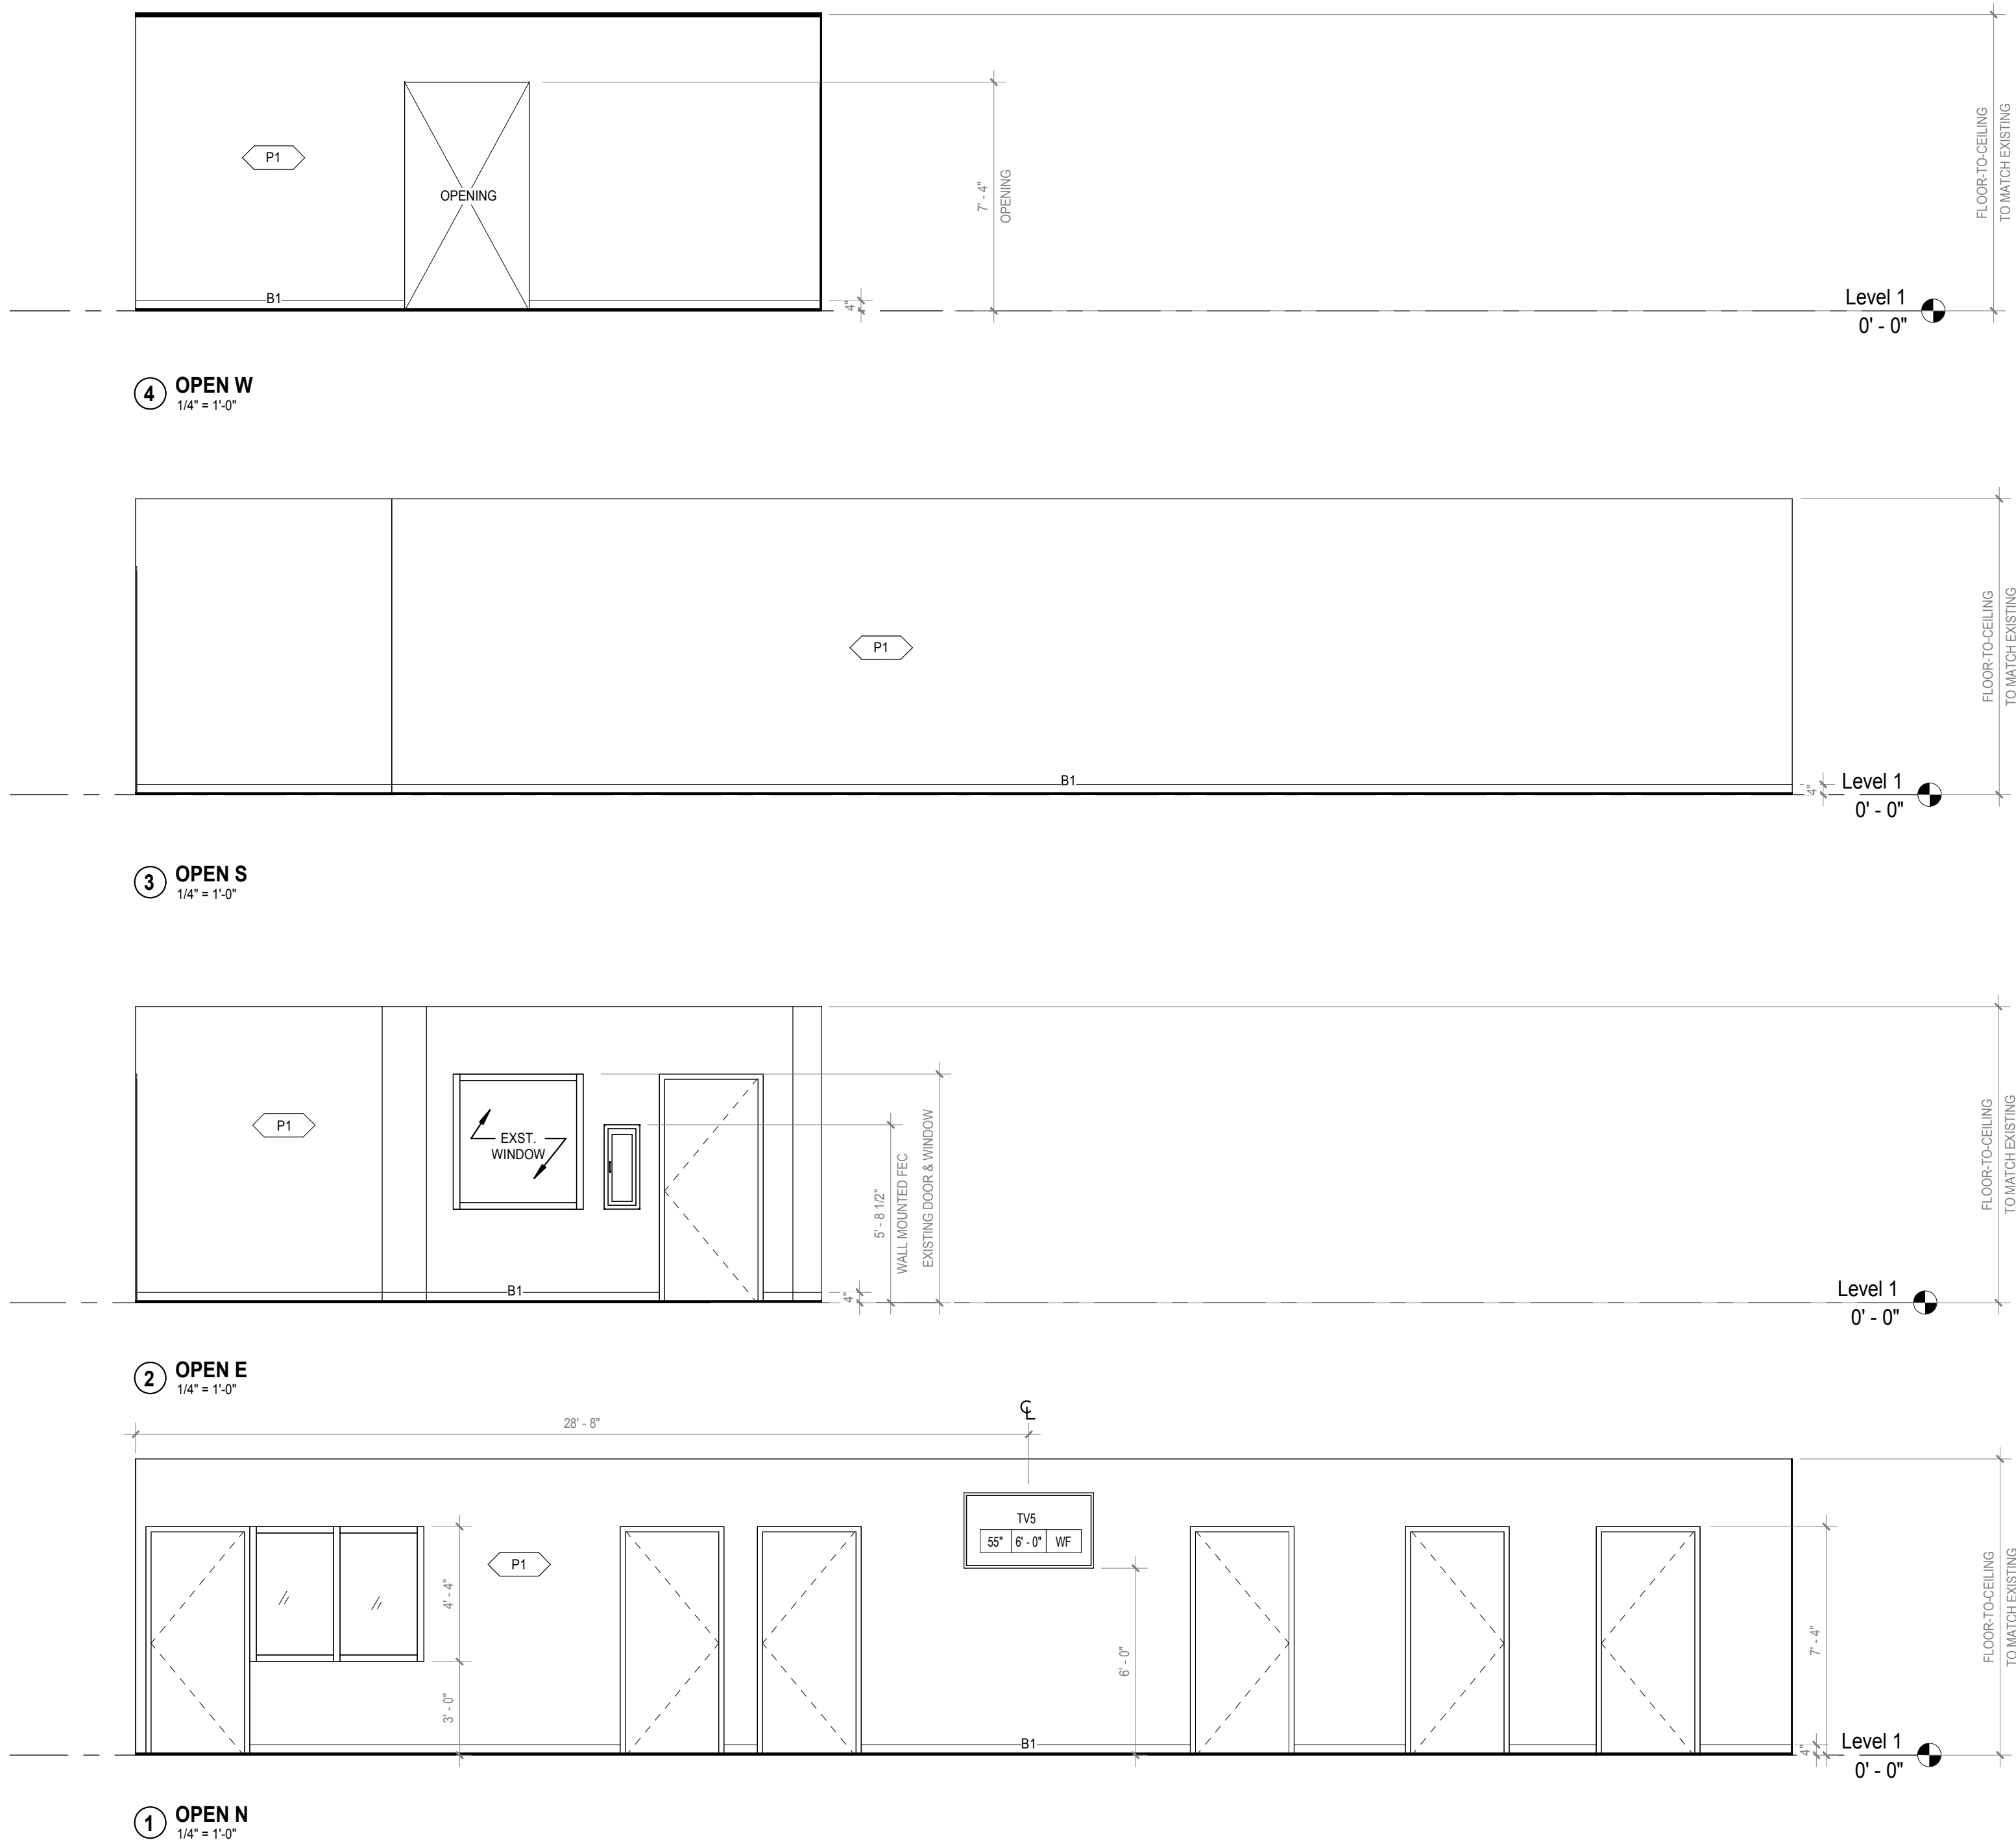 P1
OPENING
B1
7' - 4"
OPENING
4"
FLOOR-TO-CEILING
TO MATCH EXISTING
Level 1
0' - 0"
4
OPEN W
1/4" = 1'-0"
P1
B1
4"
FLOOR-TO-CEILING
TO MATCH EXISTING
Level 1
0' - 0"
3
OPEN S
1/4" = 1'-0"
P1
EXST.
WINDOW
B1
4"
5' - 8 1/2"
WALL MOUNTED FEC
EXISTING DOOR & WINDOW
FLOOR-TO-CEILING
TO MATCH EXISTING
Level 1
0' - 0"
2
OPEN E
1/4" = 1'-0"
28' - 8"
CL
TV5
55" 6' - 0" WF
P1
4' - 4"
3' - 0"
6' - 0"
B1
7' - 4"
4"
FLOOR-TO-CEILING
TO MATCH EXISTING
Level 1
0' - 0"
1
OPEN N
1/4" = 1'-0"